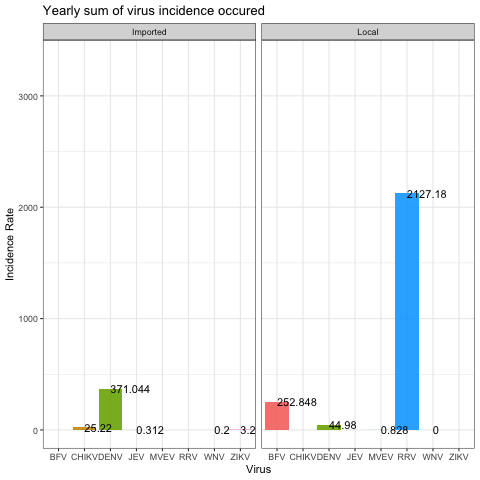 Yearly sum of virus incidence occured
Imported
Local
Incidence Rate
3000
2000
1000
0
25.22
371.044
0.312
0.2
3.2
252.848
44.98
0.828
2127.18
0
BFV CHIKV DENV JEV MVEV RRV WNV ZIKV
BFV CHIKV DENV JEV MVEV RRV WNV ZIKV
Virus